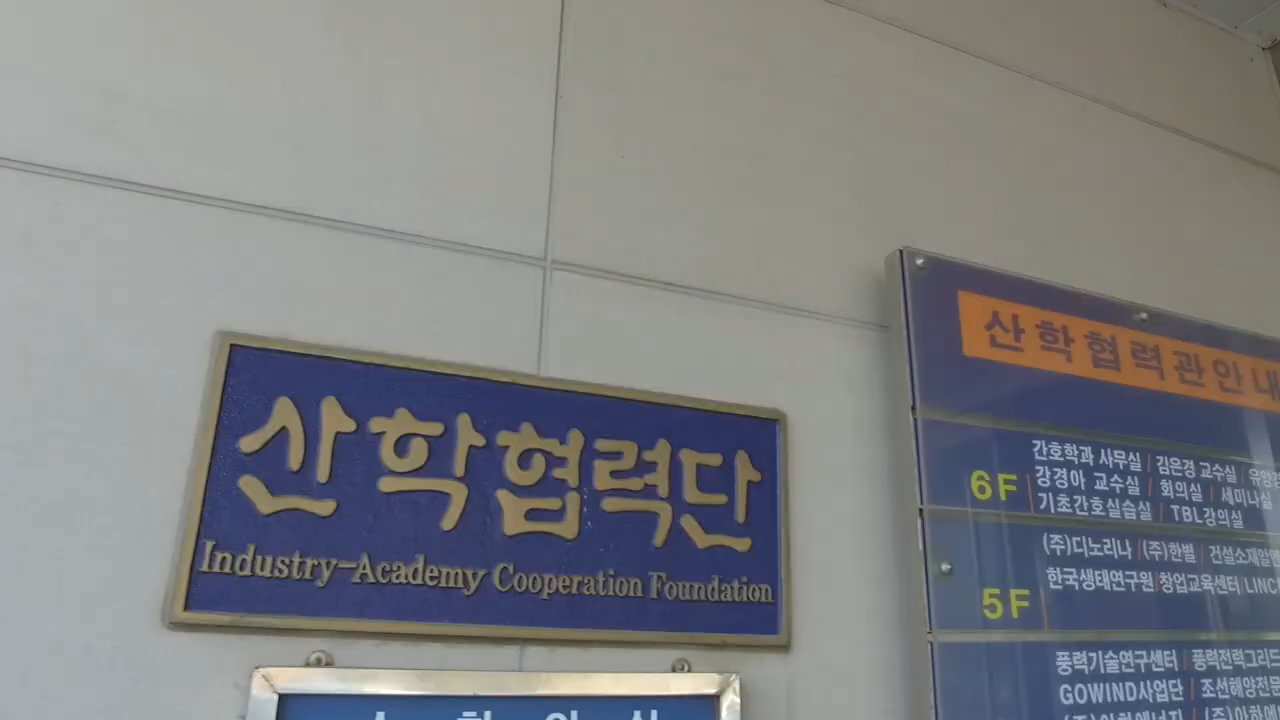 산학협력단
Industry-Academy Cooperation Foundation
산학협력관안내
6F
간호학과 사무실 / 김은경 교수실 /
강경아 교수실 / 회의실 / 세미나실
기초간호실습실 / TBL강의실
5F
(주)디노리나 / (주)한별 /
한국생태연구원 / 창업교육센터 / LINC
풍력기술연구센터 / 풍력전력그리드
GOWIND사업단 / 조선해양전문